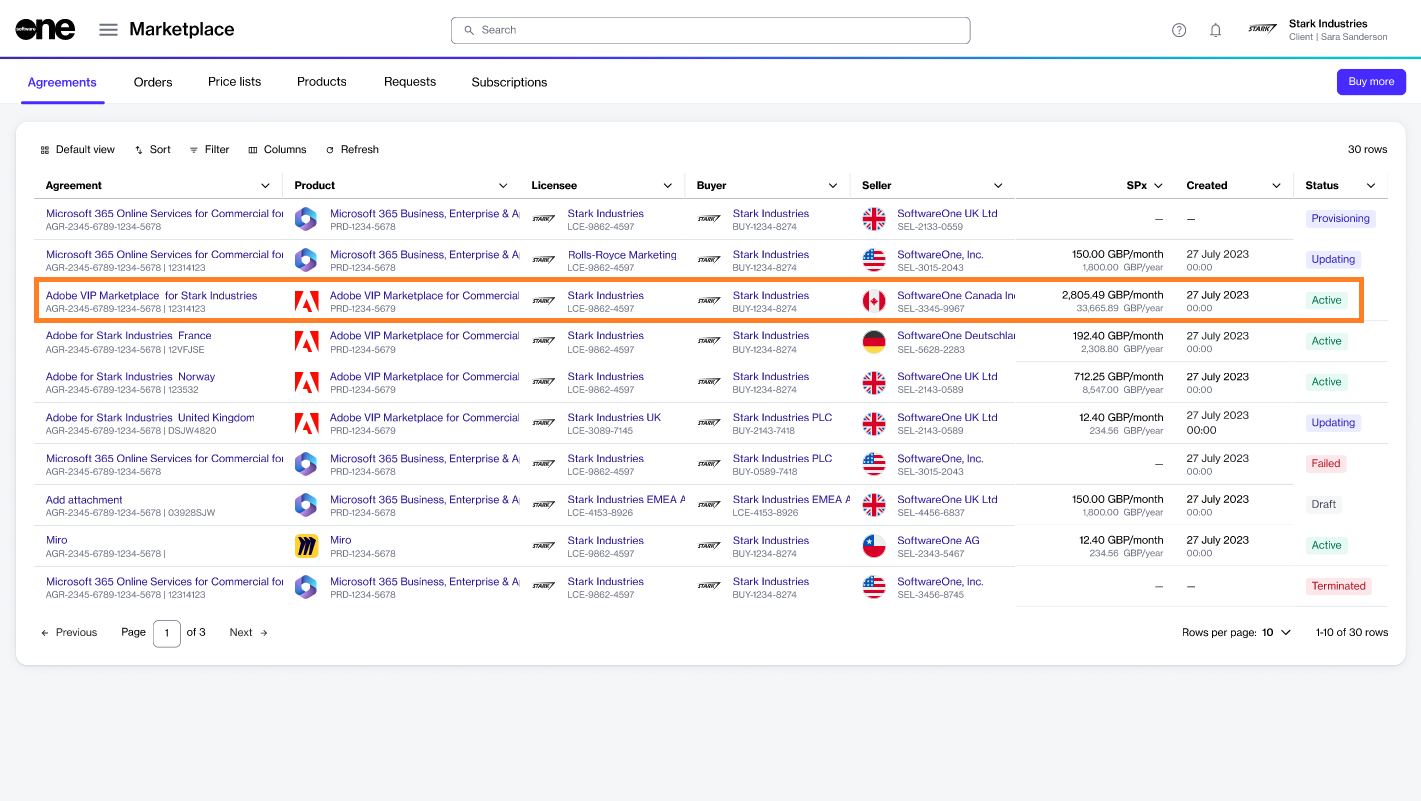 software one
Marketplace
Search
Stark Industries
Client | Sara Sanderson
Agreements Orders Price lists Products Requests Subscriptions Buy more
Default view Sort Filter Columns Refresh 30 rows
Agreement Product Licensee Buyer Seller SPx Created Status
Microsoft 365 Online Services for Commercial for Microsoft 365 Business, Enterprise & Ap STARK Stark Industries STARK Stark Industries SoftwareOne UK Ltd — — Provisioning
AGR-2345-6789-1234-5678 PRD-1234-5678 LCE-9862-4597 BUY-1234-8274 SEL-2133-0559
Microsoft 365 Online Services for Commercial for Microsoft 365 Business, Enterprise & Ap STARK Rolls-Royce Marketing STARK Stark Industries SoftwareOne, Inc. 150.00 GBP/month 27 July 2023 Updating
AGR-2345-6789-1234-5678 | 12314123 PRD-1234-5678 LCE-9862-4597 BUY-1234-8274 SEL-3015-2043 1,800.00 GBP/year 00:00
Adobe VIP Marketplace for Stark Industries Adobe VIP Marketplace for Commercial STARK Stark Industries STARK Stark Industries SoftwareOne Canada Inc 2,805.49 GBP/month 27 July 2023 Active
AGR-2345-6789-1234-5678 | 12314123 PRD-1234-5679 LCE-9862-4597 BUY-1234-8274 SEL-3345-9967 33,665.89 GBP/year 00:00
Adobe for Stark Industries France Adobe VIP Marketplace for Commercial STARK Stark Industries STARK Stark Industries SoftwareOne Deutschlan 192.40 GBP/month 27 July 2023 Active
AGR-2345-6789-1234-5678 | 12VFJSE PRD-1234-5679 LCE-9862-4597 BUY-1234-8274 SEL-5628-2283 2,308.80 GBP/year 00:00
Adobe for Stark Industries Norway Adobe VIP Marketplace for Commercial STARK Stark Industries STARK Stark Industries SoftwareOne UK Ltd 712.25 GBP/month 27 July 2023 Active
AGR-2345-6789-1234-5678 | 123532 PRD-1234-5679 LCE-9862-4597 BUY-1234-8274 SEL-2143-0589 8,547.00 GBP/year 00:00
Adobe for Stark Industries United Kingdom Adobe VIP Marketplace for Commercial STARK Stark Industries UK STARK Stark Industries PLC SoftwareOne UK Ltd 12.40 GBP/month 27 July 2023 Updating
AGR-2345-6789-1234-5678 | DSJW4820 PRD-1234-5679 LCE-3089-7145 BUY-2143-7418 SEL-2143-0589 234.56 GBP/year 00:00
Microsoft 365 Online Services for Commercial for Microsoft 365 Business, Enterprise & Ap STARK Stark Industries STARK Stark Industries PLC SoftwareOne, Inc. — 27 July 2023 Failed
AGR-2345-6789-1234-5678 PRD-1234-5678 LCE-9862-4597 BUY-0589-7418 SEL-3015-2043 00:00
Add attachment Microsoft 365 Business, Enterprise & Ap STARK Stark Industries EMEA A STARK Stark Industries EMEA A SoftwareOne UK Ltd 150.00 GBP/month 27 July 2023 Draft
AGR-2345-6789-1234-5678 | 03928SJW PRD-1234-5678 LCE-4153-8926 LCE-4153-8926 SEL-4456-6837 1,800.00 GBP/year 00:00
Miro Miro STARK Stark Industries STARK Stark Industries SoftwareOne AG 12.40 GBP/month 27 July 2023 Active
AGR-2345-6789-1234-5678 | PRD-1234-5678 LCE-9862-4597 BUY-1234-8274 SEL-2343-5467 234.56 GBP/year 00:00
Microsoft 365 Online Services for Commercial for Microsoft 365 Business, Enterprise & Ap STARK Stark Industries STARK Stark Industries SoftwareOne, Inc. — — Terminated
AGR-2345-6789-1234-5678 | 12314123 PRD-1234-5678 LCE-9862-4597 BUY-1234-8274 SEL-3456-8745
Previous Page 1 of 3 Next Rows per page: 10 1-10 of 30 rows